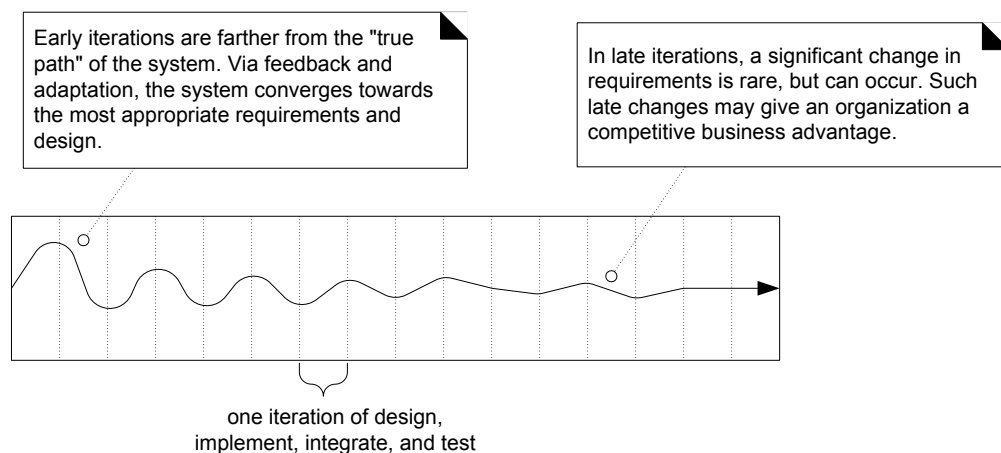 Early iterations are farther from the "true
path" of the system. Via feedback and
adaptation, the system converges towards
the most appropriate requirements and
design.
In late iterations, a significant change in
requirements is rare, but can occur. Such
late changes may give an organization a
competitive business advantage.
one iteration of design,
implement, integrate, and test